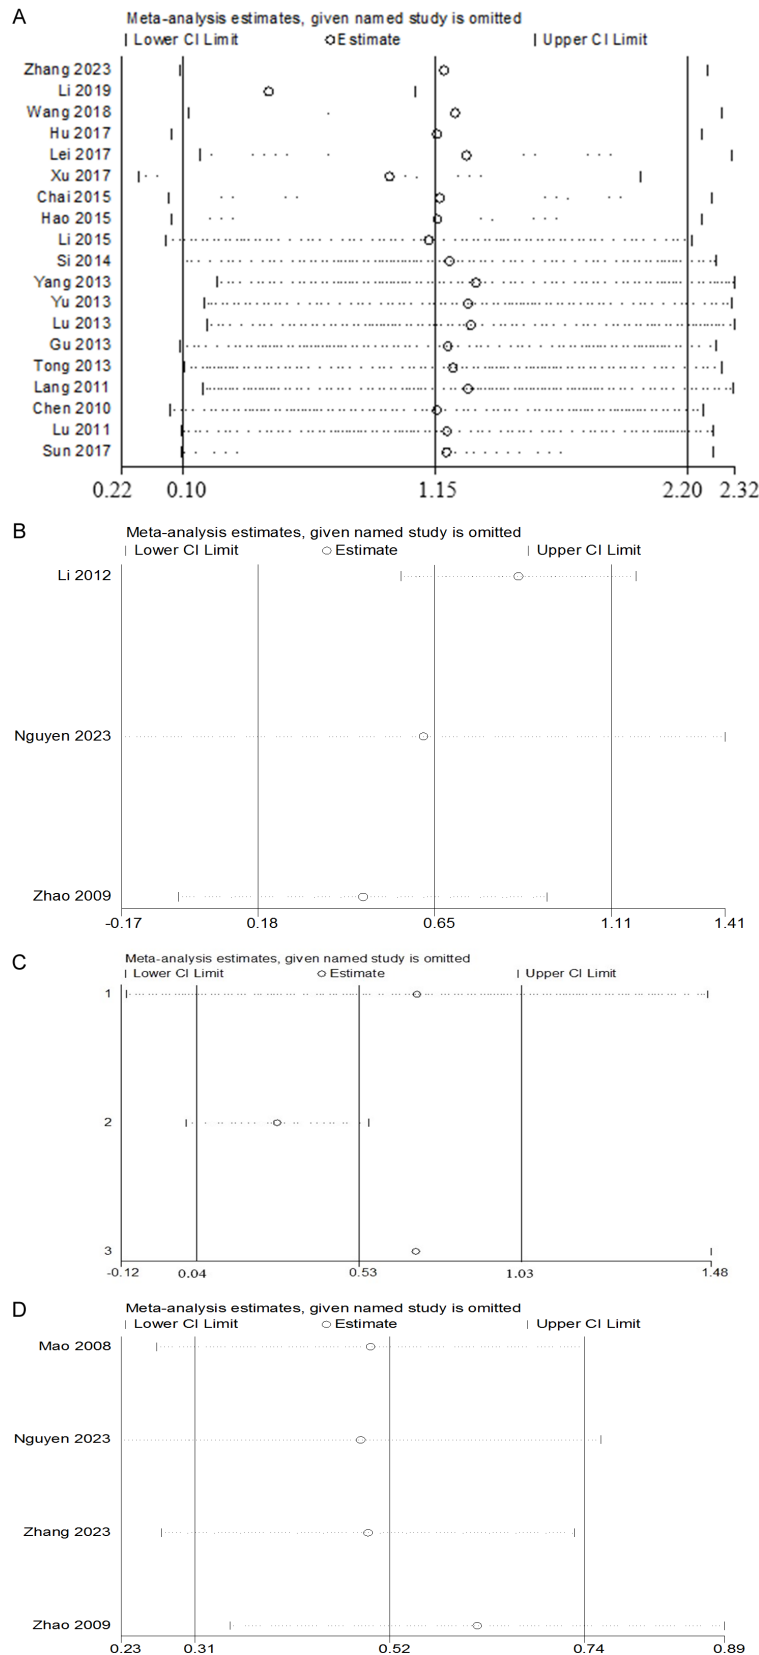 A
Meta-analysis estimates, given named study is omitted
Lower CI Limit Estimate Upper CI Limit
Zhang 2023
Li 2019
Wang 2018
Hu 2017
Lei 2017
Xu 2017
Chai 2015
Hao 2015
Li 2015
Si 2014
Yang 2013
Yu 2013
Lu 2013
Gu 2013
Tong 2013
Lang 2011
Chen 2010
Lu 2011
Sun 2017
0.22 0.10 1.15 2.20 2.32
B
Meta-analysis estimates, given named study is omitted
Lower CI Limit Estimate Upper CI Limit
Li 2012
Nguyen 2023
Zhao 2009
-0.17 0.18 0.65 1.11 1.41
C
Meta-analysis estimates, given named study is omitted
Lower CI Limit Estimate Upper CI Limit
1
2
3
-0.12 0.04 0.53 1.03 1.48
D
Meta-analysis estimates, given named study is omitted
Lower CI Limit Estimate Upper CI Limit
Mao 2008
Nguyen 2023
Zhang 2023
Zhao 2009
0.23 0.31 0.52 0.74 0.89